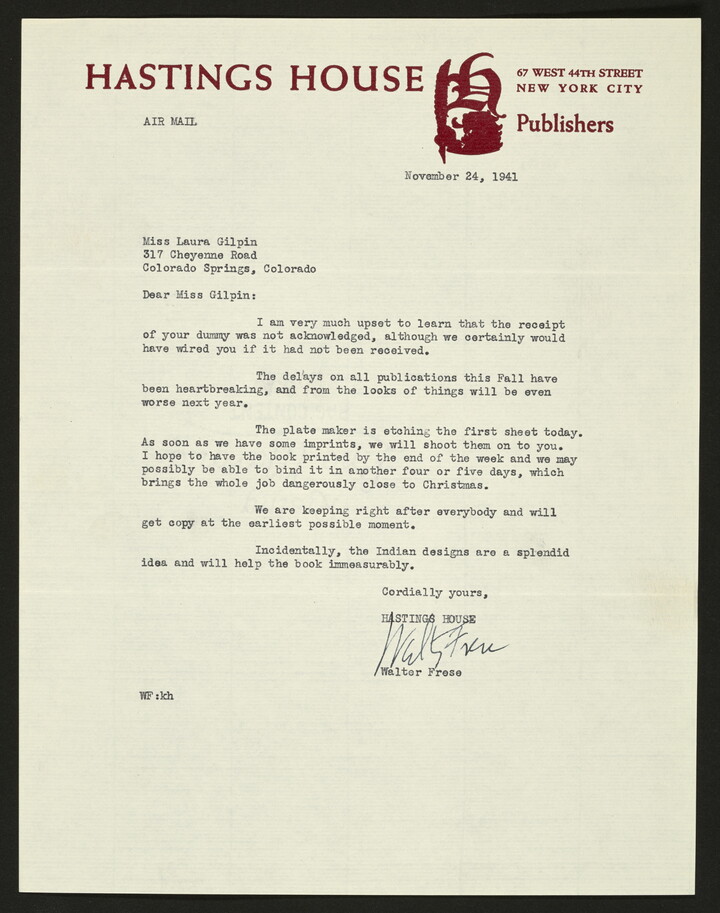 HASTINGS HOUSE
67 WEST 44TH STREET
NEW YORK CITY
Publishers
AIR MAIL
November 24, 1941
Miss Laura Gilpin
317 Cheyenne Road
Colorado Springs, Colorado
Dear Miss Gilpin:
I am very much upset to learn that the receipt
of your dummy was not acknowledged, although we certainly would
have wired you if it had not been received.
The delays on all publications this Fall have
been heartbreaking, and from the looks of things will be even
worse next year.
The plate maker is etching the first sheet today.
As soon as we have some imprints, we will shoot them on to you.
I hope to have the book printed by the end of the week and we may
possibly be able to bind it in another four or five days, which
brings the whole job dangerously close to Christmas.
We are keeping right after everybody and will
get copy at the earliest possible moment.
Incidentally, the Indian designs are a splendid
idea and will help the book immeasurably.
Cordially yours,
HASTINGS HOUSE
Walter Frese
Walter Frese
WF:kh